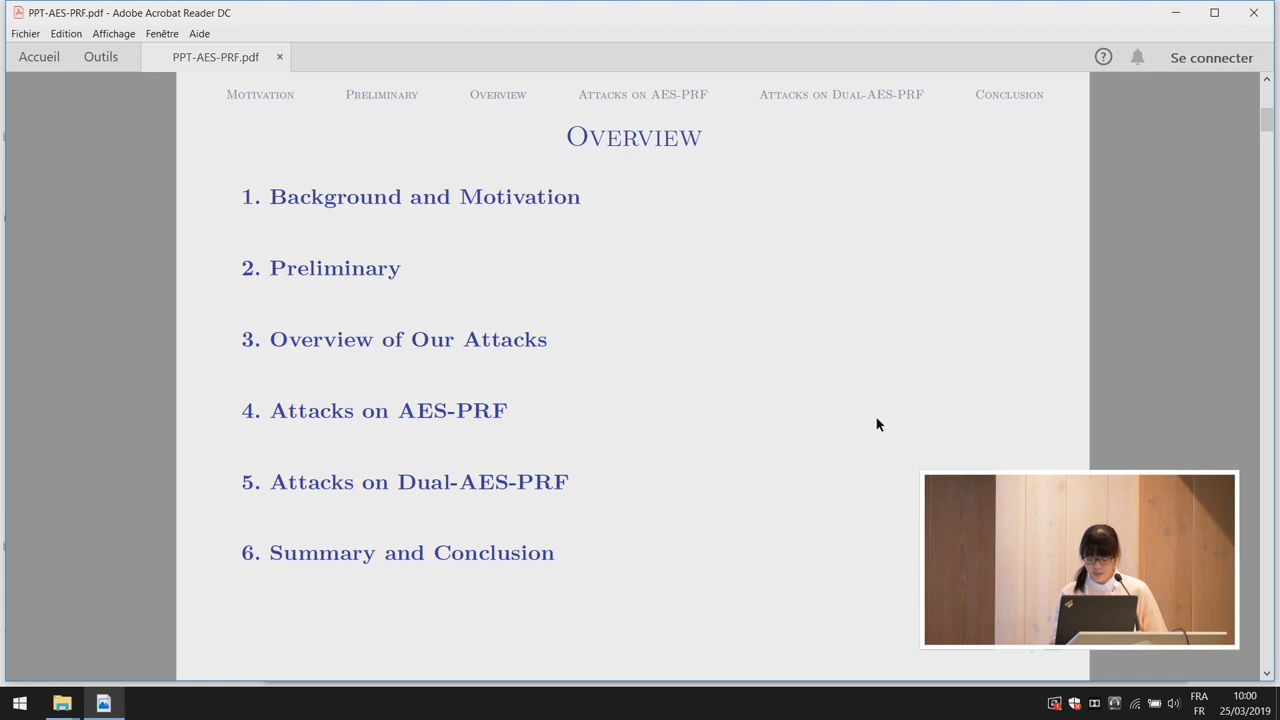 PPT-AES-PRF.pdf - Adobe Acrobat Reader DC
Fichier Edition Affichage Fenêtre Aide
Accueil Outils PPT-AES-PRF.pdf × Se connecter
Motivation Preliminary Overview Attacks on AES-PRF Attacks on Dual-AES-PRF Conclusion
Overview
1. Background and Motivation
2. Preliminary
3. Overview of Our Attacks
4. Attacks on AES-PRF
5. Attacks on Dual-AES-PRF
6. Summary and Conclusion
FRA 10:00
FR 25/03/2019